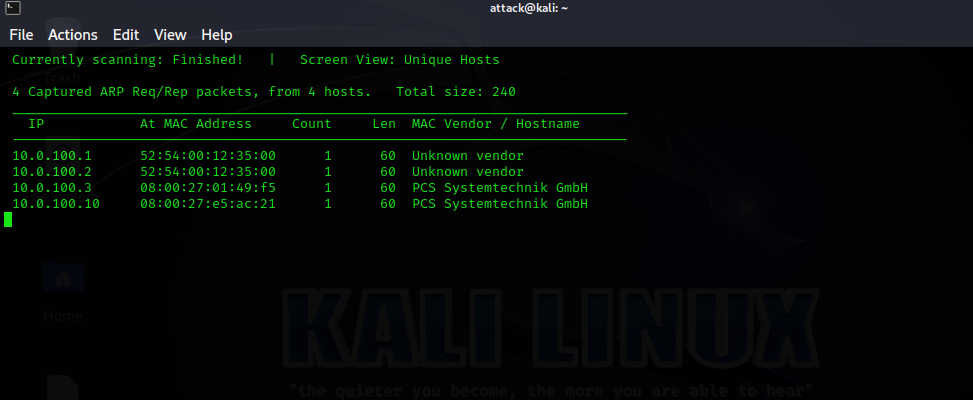 attack@kali: ~
File Actions Edit View Help
Currently scanning: Finished! | Screen View: Unique Hosts
4 Captured ARP Req/Rep packets, from 4 hosts. Total size: 240
IP At MAC Address Count Len MAC Vendor / Hostname
10.0.100.1 52:54:00:12:35:00 1 60 Unknown vendor
10.0.100.2 52:54:00:12:35:00 1 60 Unknown vendor
10.0.100.3 08:00:27:01:49:f5 1 60 PCS Systemtechnik GmbH
10.0.100.10 08:00:27:e5:ac:21 1 60 PCS Systemtechnik GmbH
Trash
Home
KALI LINUX
"the quieter you become, the more you are able to hear"